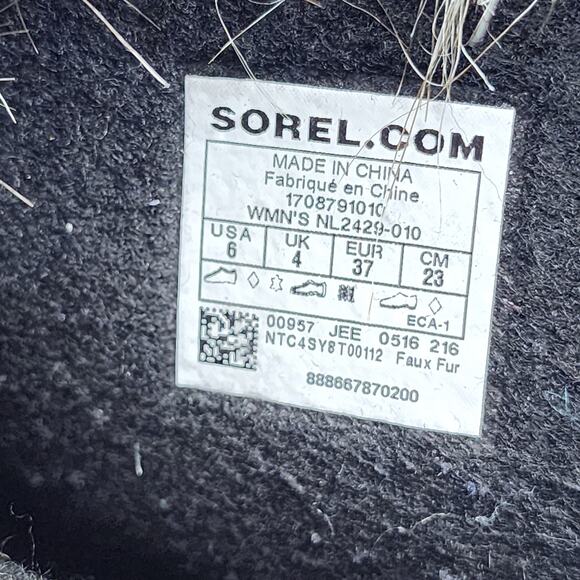 SOREL.COM
MADE IN CHINA
Fabriqué en Chine
1708791010
WMN'S NL2429-010
USA UK EUR CM
6 4 37 23
ECA-1
00957 JEE 0516 216
NTC4SY8T00112 Faux Fur
888667870200